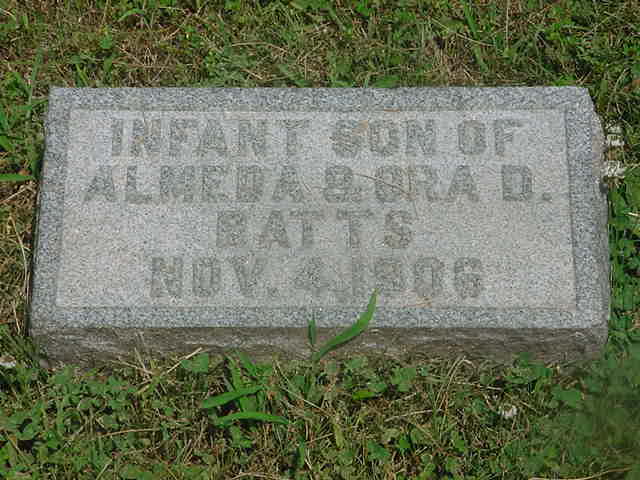 INFANT SON OF
ALMEDA & ORA D.
BATTS
NOV. 4, 1906